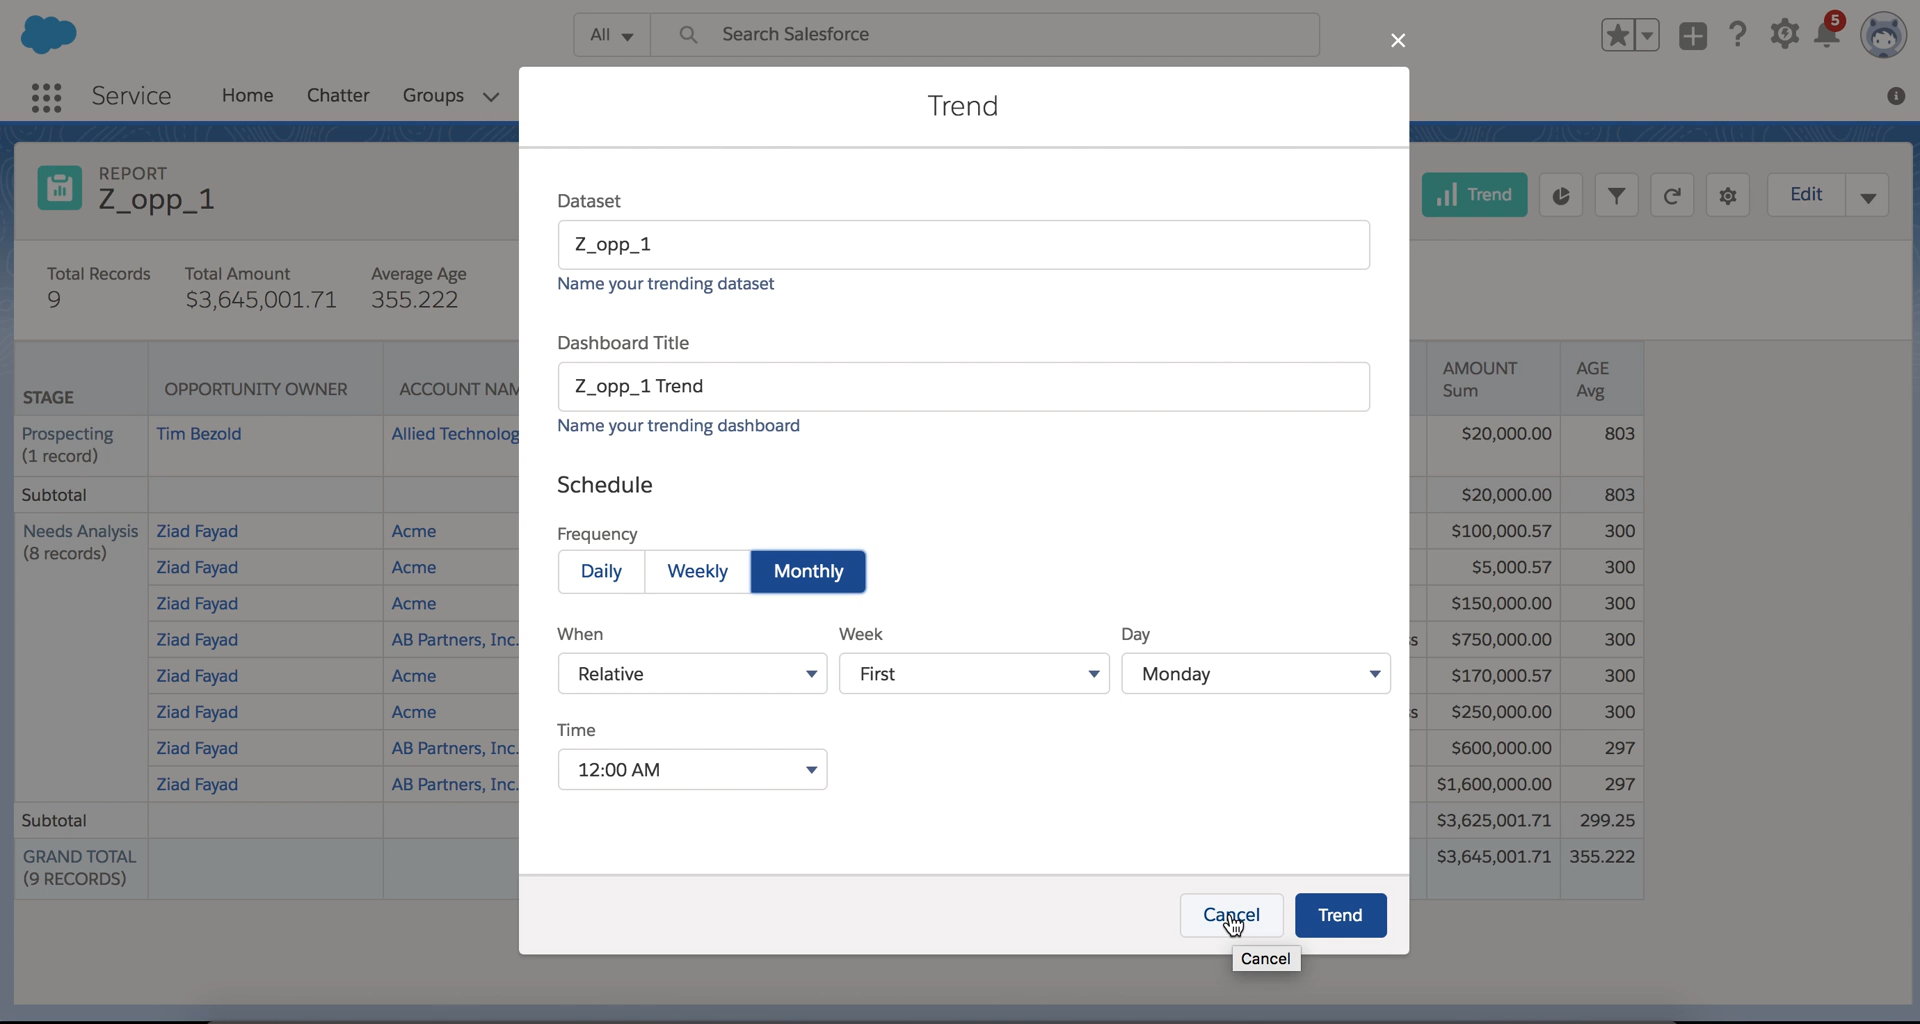 All
Search Salesforce
5
Service
Home
Chatter
Groups
REPORT
Z_opp_1
Trend
Edit
Total Records
9
Total Amount
$3,645,001.71
Average Age
355.222
STAGE
OPPORTUNITY OWNER
ACCOUNT NAM
AMOUNT
Sum
AGE
Avg
Prospecting
(1 record)
Tim Bezold
Allied Technolog
$20,000.00
803
Subtotal
$20,000.00
803
Needs Analysis
(8 records)
Ziad Fayad
Acme
$100,000.57
300
Ziad Fayad
Acme
$5,000.57
300
Ziad Fayad
Acme
$150,000.00
300
Ziad Fayad
AB Partners, Inc.
s
$750,000.00
300
Ziad Fayad
Acme
$170,000.57
300
Ziad Fayad
Acme
s
$250,000.00
300
Ziad Fayad
AB Partners, Inc.
$600,000.00
297
Ziad Fayad
AB Partners, Inc.
$1,600,000.00
297
Subtotal
$3,625,001.71
299.25
GRAND TOTAL
(9 RECORDS)
$3,645,001.71
355.222
Trend
Dataset
Z_opp_1
Name your trending dataset
Dashboard Title
Z_opp_1 Trend
Name your trending dashboard
Schedule
Frequency
Daily
Weekly
Monthly
When
Week
Day
Relative
First
Monday
Time
12:00 AM
Cancel
Trend
Cancel